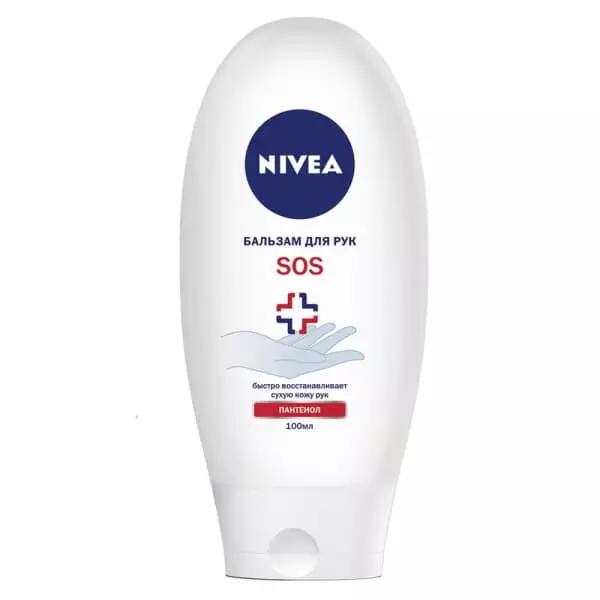 NIVEA
БАЛЬЗАМ ДЛЯ РУК
SOS
быстро восстанавливает
сухую кожу рук
ПАНТЕНОЛ
100мл